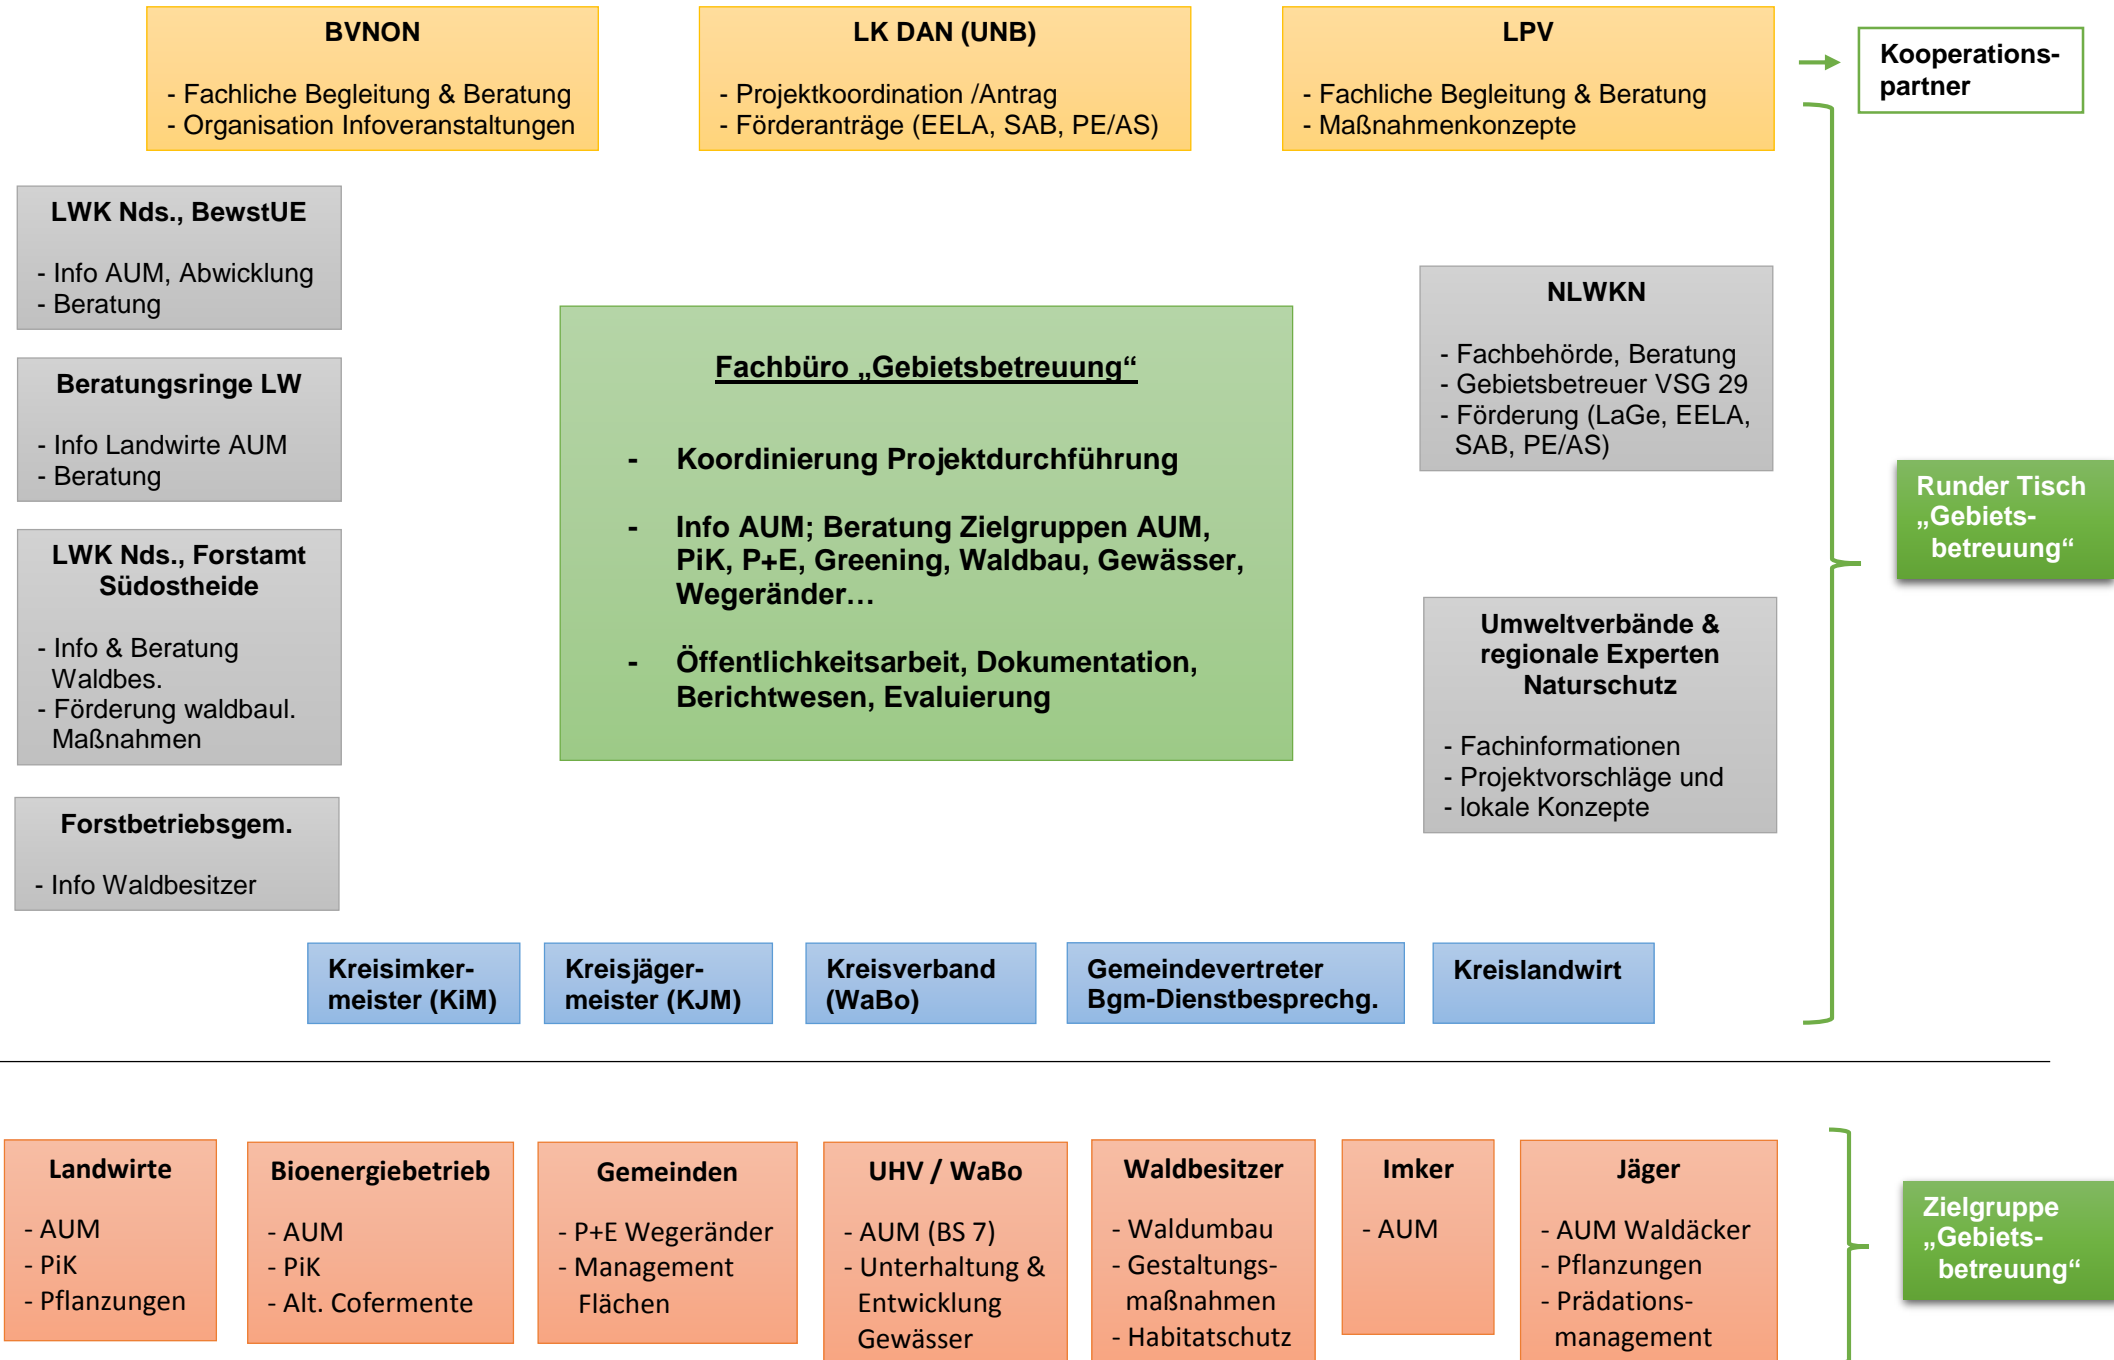 BVNON
- Fachliche Begleitung & Beratung
- Organisation Infoveranstaltungen
LK DAN (UNB)
- Projektkoordination /Antrag
- Förderanträge (EELA, SAB, PE/AS)
LPV
- Fachliche Begleitung & Beratung
- Maßnahmenkonzepte
Kooperations-
partner
LWK Nds., BewstUE
- Info AUM, Abwicklung
- Beratung
Beratungsringe LW
- Info Landwirte AUM
- Beratung
LWK Nds., Forstamt
Südostheide
- Info & Beratung
Waldbes.
- Förderung waldbaul.
Maßnahmen
Forstbetriebsgem.
- Info Waldbesitzer
Fachbüro „Gebietsbetreuung“
- Koordinierung Projektdurchführung
- Info AUM; Beratung Zielgruppen AUM,
PiK, P+E, Greening, Waldbau, Gewässer,
Wegeränder…
- Öffentlichkeitsarbeit, Dokumentation,
Berichtwesen, Evaluierung
NLWKN
- Fachbehörde, Beratung
- Gebietsbetreuer VSG 29
- Förderung (LaGe, EELA,
SAB, PE/AS)
Umweltverbände &
regionale Experten
Naturschutz
- Fachinformationen
- Projektvorschläge und
- lokale Konzepte
Runder Tisch
„Gebiets-
betreuung“
Kreisimker-
meister (KiM)
Kreisjäger-
meister (KJM)
Kreisverband
(WaBo)
Gemeindevertreter
Bgm-Dienstbesprechg.
Kreislandwirt
Landwirte
- AUM
- PiK
- Pflanzungen
Bioenergiebetrieb
- AUM
- PiK
- Alt. Cofermente
Gemeinden
- P+E Wegeränder
- Management
Flächen
UHV / WaBo
- AUM (BS 7)
- Unterhaltung &
Entwicklung
Gewässer
Waldbesitzer
- Waldumbau
- Gestaltungs-
maßnahmen
- Habitatschutz
Imker
- AUM
Jäger
- AUM Waldäcker
- Pflanzungen
- Prädations-
management
Zielgruppe
„Gebiets-
betreuung“